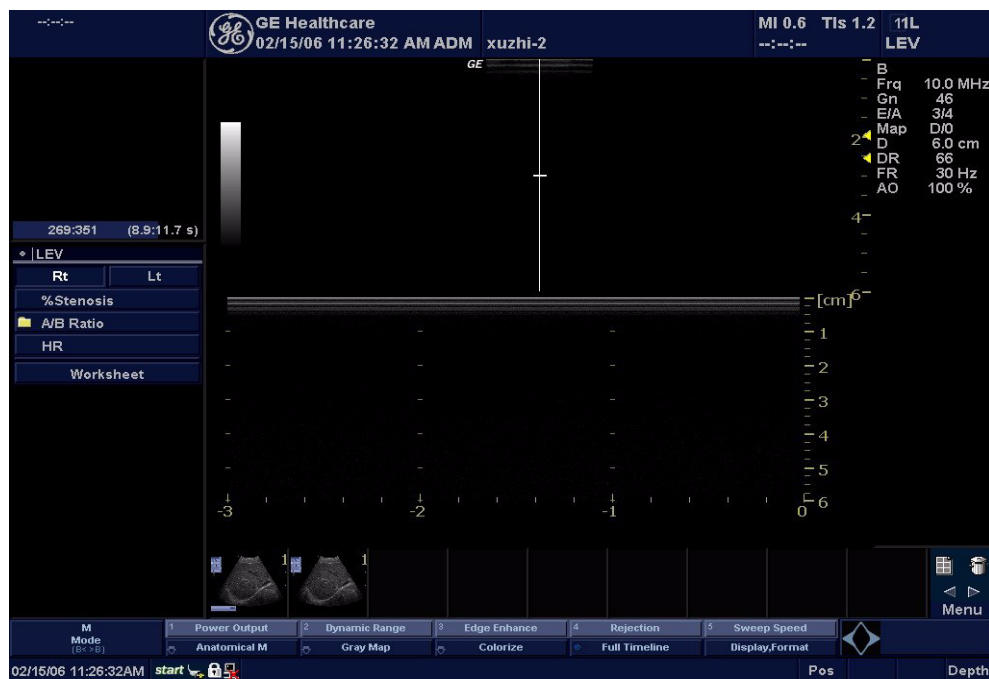 --:--:--
GE Healthcare
02/15/06 11:26:32 AM ADM xuzhi-2
MI 0.6 TIs 1.2 11L
--:--:-- LEV
GE
B
Frq 10.0 MHz
Gn 46
E/A 3/4
Map D/0
D 6.0 cm
DR 66
FR 30 Hz
AO 100 %
2
4
6
269:351 (8.9:11.7 s)
LEV
Rt Lt
%Stenosis
A/B Ratio
HR
Worksheet
[cm]
1
2
3
4
5
6
-3 -2 -1 0
1 1
Menu
M
Mode
(B<>B)
1 Power Output 2 Dynamic Range 3 Edge Enhance 4 Rejection 5 Sweep Speed
Anatomical M Gray Map Colorize Full Timeline Display,Format
02/15/06 11:26:32AM start Pos Depth